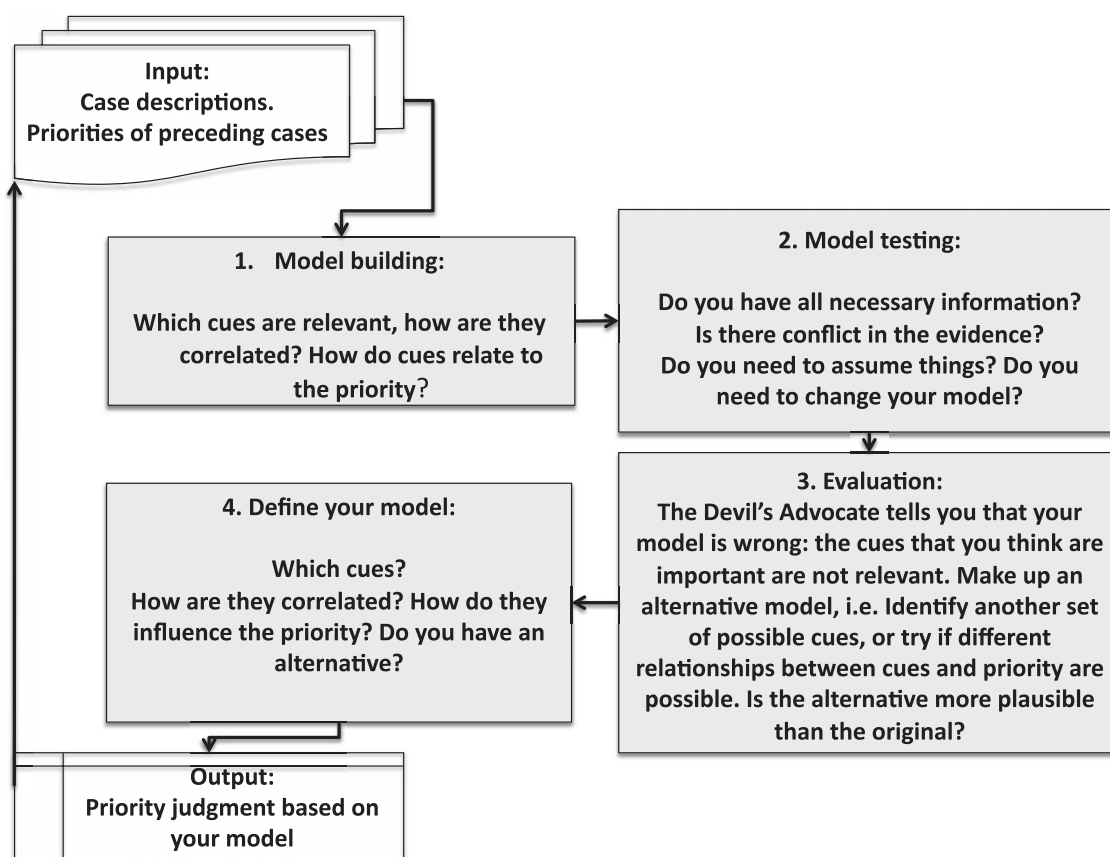 Input:
Case descriptions.
Priorities of preceding cases
1. Model building:
Which cues are relevant, how are they
correlated? How do cues relate to
the priority?
2. Model testing:
Do you have all necessary information?
Is there conflict in the evidence?
Do you need to assume things? Do you
need to change your model?
3. Evaluation:
The Devil’s Advocate tells you that your
model is wrong: the cues that you think are
important are not relevant. Make up an
alternative model, i.e. Identify another set
of possible cues, or try if different
relationships between cues and priority are
possible. Is the alternative more plausible
than the original?
4. Define your model:
Which cues?
How are they correlated? How do they
influence the priority? Do you have an
alternative?
Output:
Priority judgment based on
your model